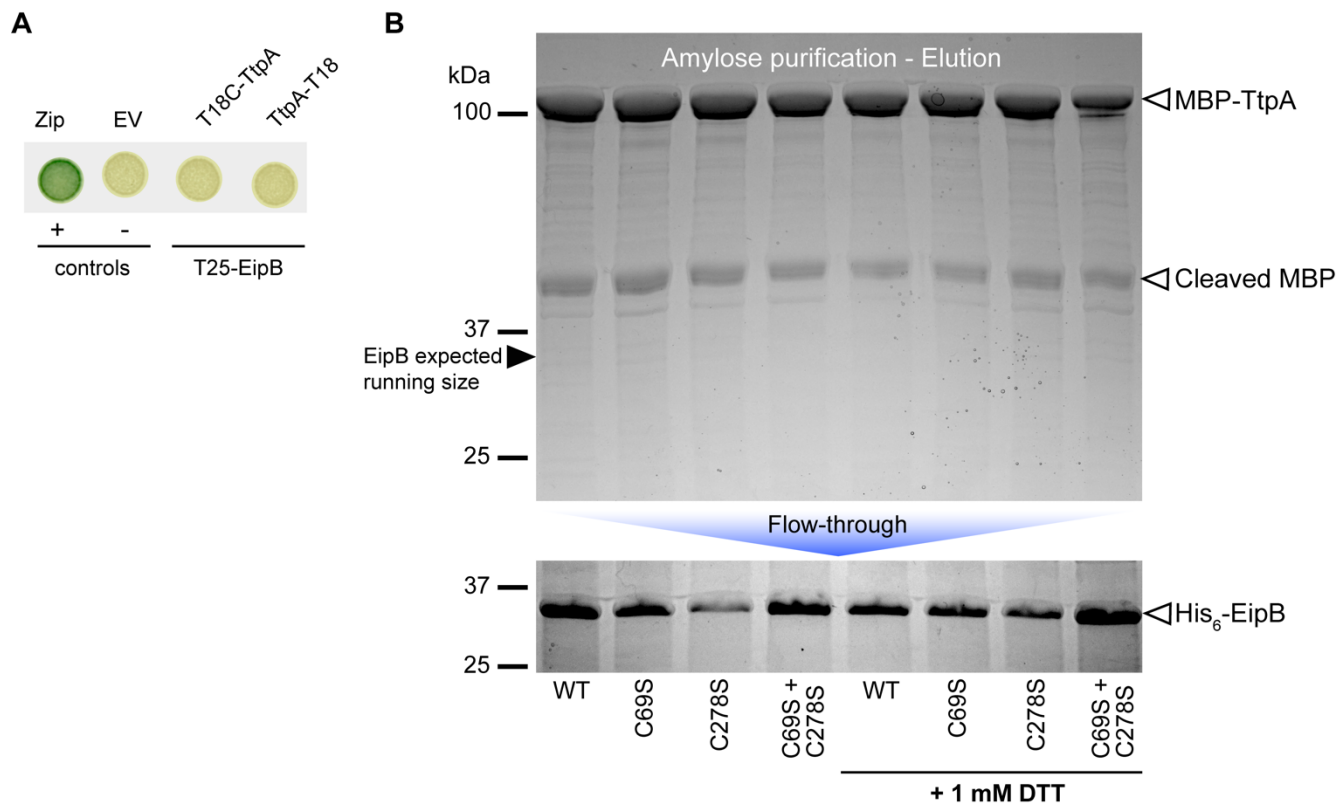 A
Zip
EV
T18C-TtpA
TtpA-T18
+
-
controls
T25-EipB
B
Amylose purification - Elution
kDa
100
MBP-TtpA
Cleaved MBP
37
EipB expected
running size
25
Flow-through
37
His₆-EipB
25
WT
C69S
C278S
C69S +
C278S
WT
C69S
C278S
C69S +
C278S
+ 1 mM DTT